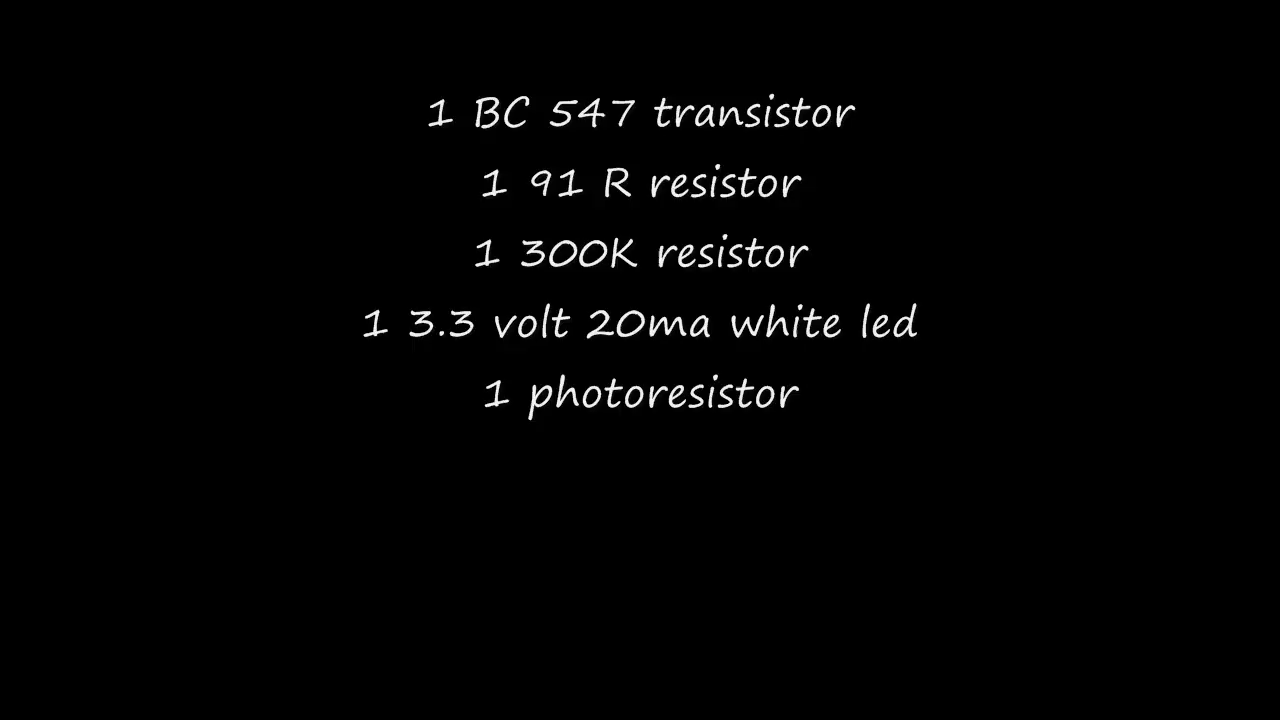 1 BC 547 transistor
1 91 R resistor
1 300K resistor
1 3.3 volt 20ma white led
1 photoresistor